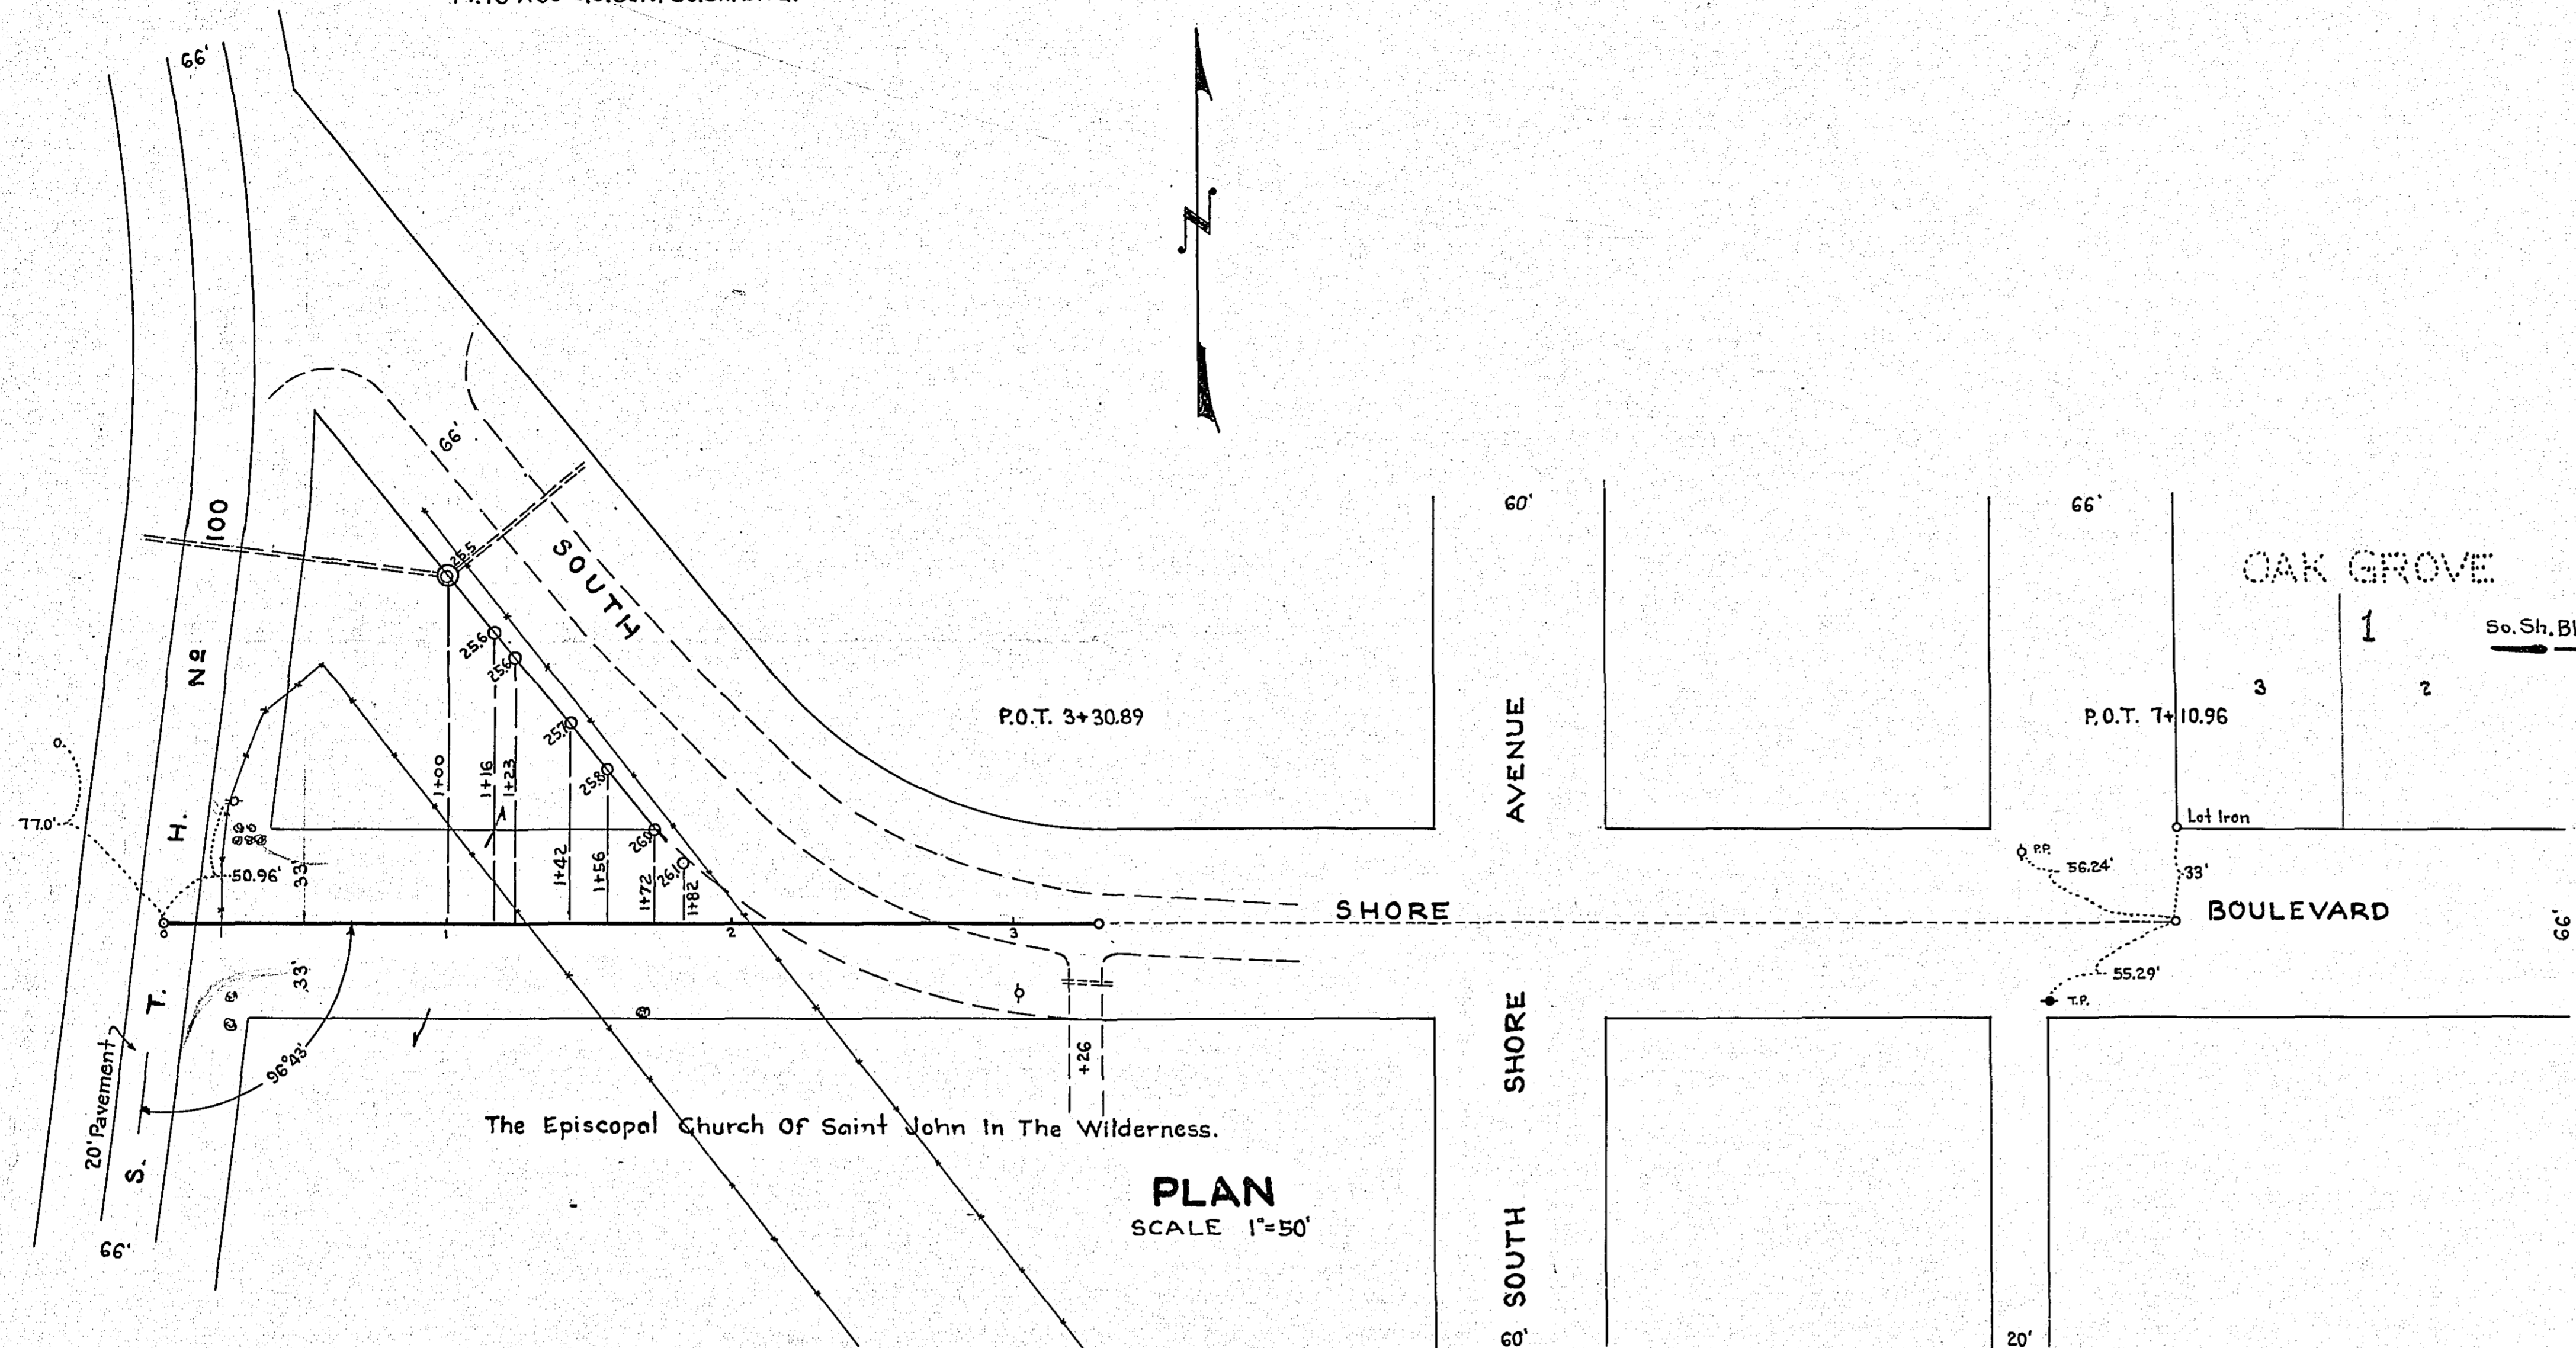 66'
66'
SOUTH
S. T. H. Nº 100
25.5
25.6
25.6
25.7
25.8
26.0
26.1
1+00
1+16
1+23
1+42
1+56
1+72
1+82
0
1
2
3
77.0'
50.96'
33'
33'
96°43'
20' Pavement
66'
+26
P.O.T. 3+30.89
60'
66'
OAK GROVE
1
So. Sh. Bl
3
2
P.O.T. 7+10.96
Lot Iron
P.P.
56.24'
33'
SHORE
BOULEVARD
66'
55.29'
T.P.
SOUTH SHORE AVENUE
The Episcopal Church Of Saint John In The Wilderness.
PLAN
SCALE 1"=50'
60'
20'